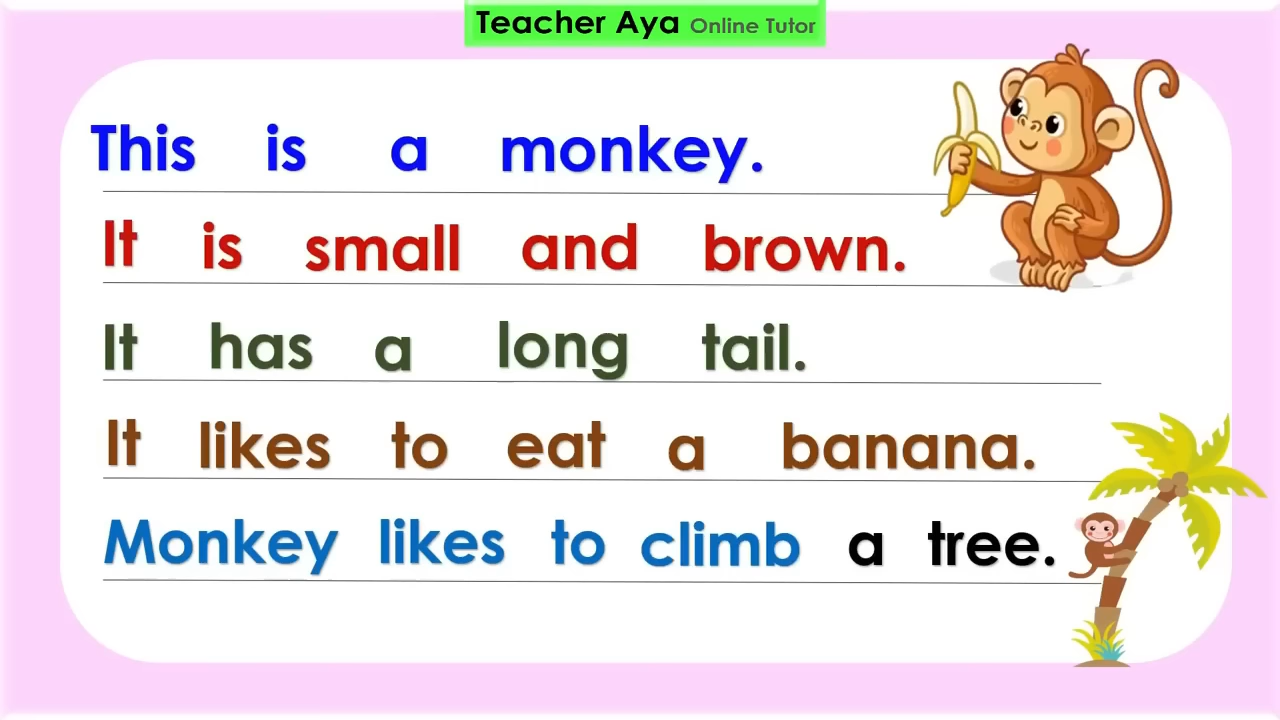 Teacher Aya Online Tutor
This is a monkey.
It is small and brown.
It has a long tail.
It likes to eat a banana.
Monkey likes to climb a tree.